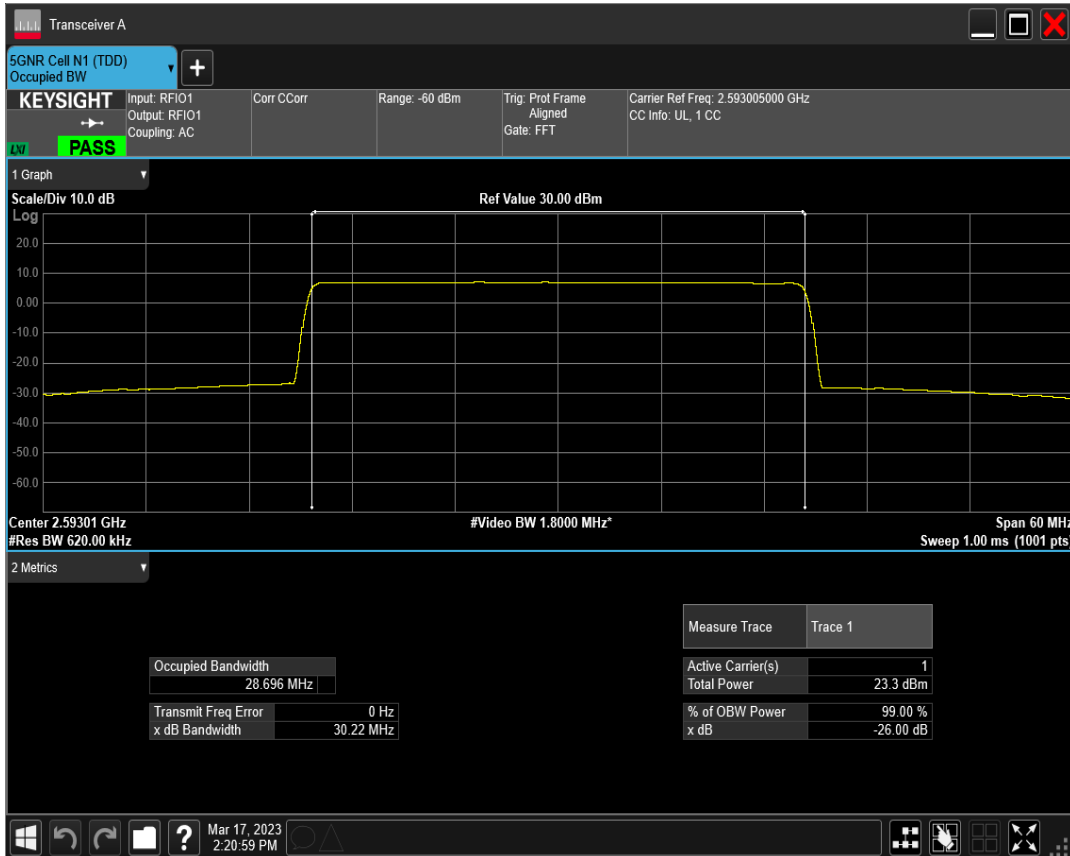 Transceiver A
5GNR Cell N1 (TDD)
Occupied BW
+
KEYSIGHT
LXI
PASS
Input: RFIO1
Output: RFIO1
Coupling: AC
Corr CCorr
Range: -60 dBm
Trig: Prot Frame
Aligned
Gate: FFT
Carrier Ref Freq: 2.593005000 GHz
CC Info: UL, 1 CC
1 Graph
Scale/Div 10.0 dB
Ref Value 30.00 dBm
Log
20.0
10.0
0.00
-10.0
-20.0
-30.0
-40.0
-50.0
-60.0
Center 2.59301 GHz
#Video BW 1.8000 MHz*
Span 60 MHz
#Res BW 620.00 kHz
Sweep 1.00 ms (1001 pts)
2 Metrics
Measure Trace Trace 1
Occupied Bandwidth
28.696 MHz
Active Carrier(s) 1
Total Power 23.3 dBm
Transmit Freq Error 0 Hz
x dB Bandwidth 30.22 MHz
% of OBW Power 99.00 %
x dB -26.00 dB
?
Mar 17, 2023
2:20:59 PM